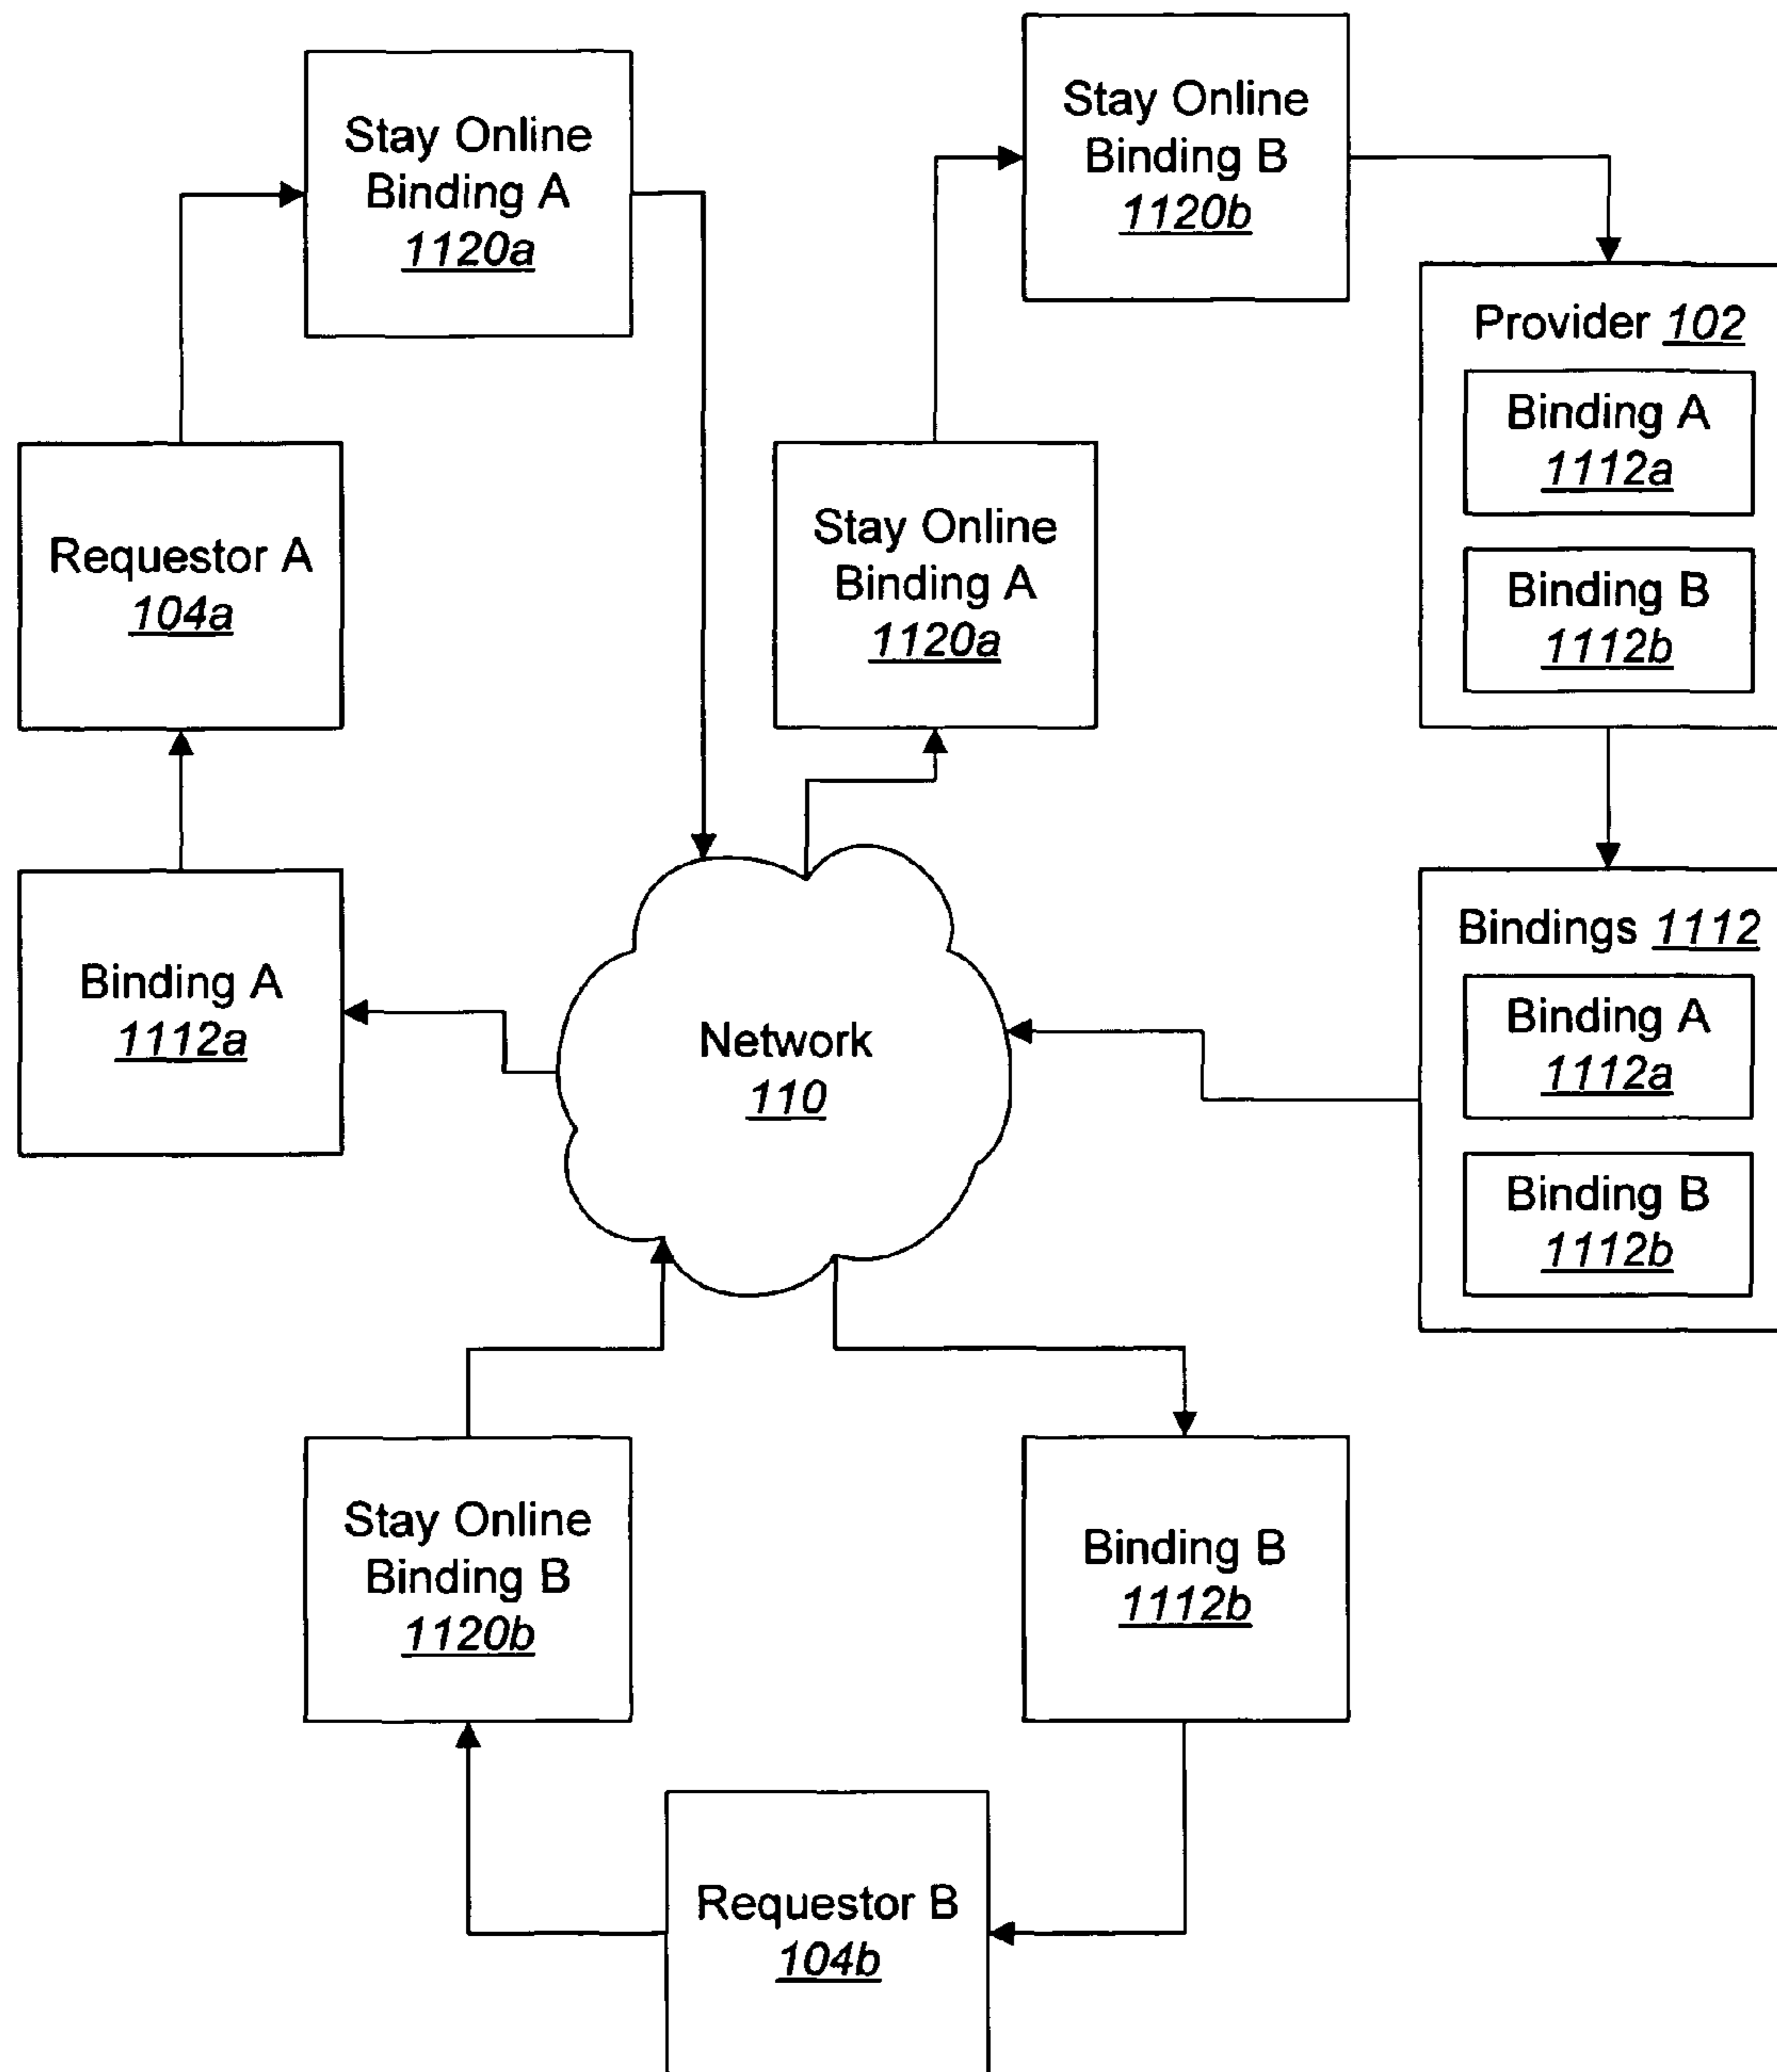 Stay Online
Binding A
1120a
Stay Online
Binding B
1120b
Provider 102
Binding A
1112a
Binding B
1112b
Requestor A
104a
Stay Online
Binding A
1120a
Binding A
1112a
Network
110
Bindings 1112
Binding A
1112a
Binding B
1112b
Stay Online
Binding B
1120b
Binding B
1112b
Requestor B
104b